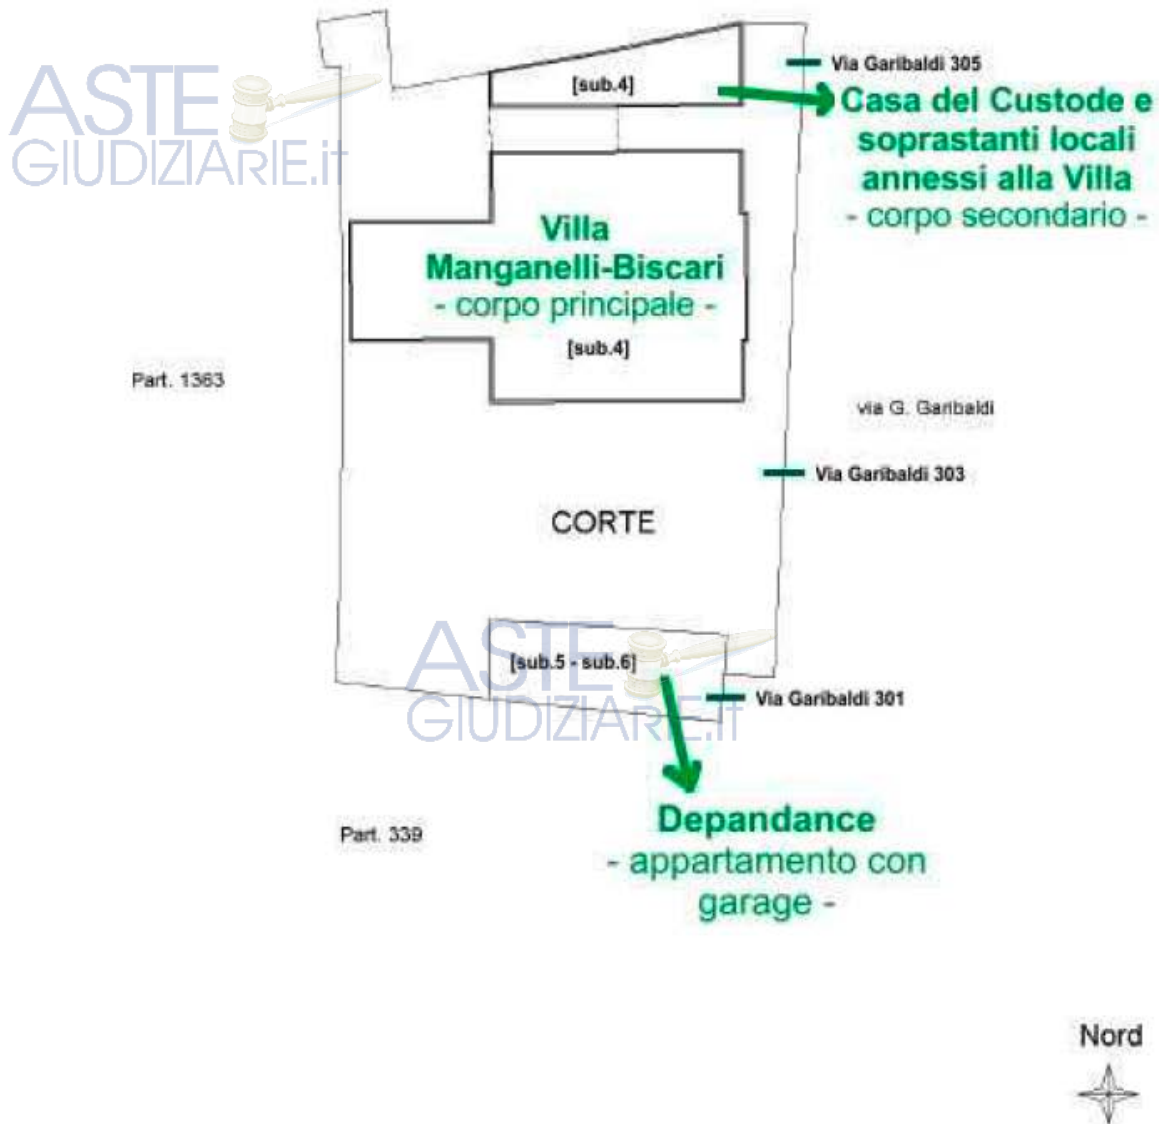 Via Garibaldi 305
[sub.4]
ASTE
GIUDIZIARIE.it
Casa del Custode e
soprastanti locali
annessi alla Villa
- corpo secondario -
Villa
Manganelli-Biscari
- corpo principale -
[sub.4]
Part. 1363
via G. Garibaldi
Via Garibaldi 303
CORTE
ASTE
GIUDIZIARIE.it
[sub.5 - sub.6]
Via Garibaldi 301
Depandance
- appartamento con
garage -
Part. 339
Nord